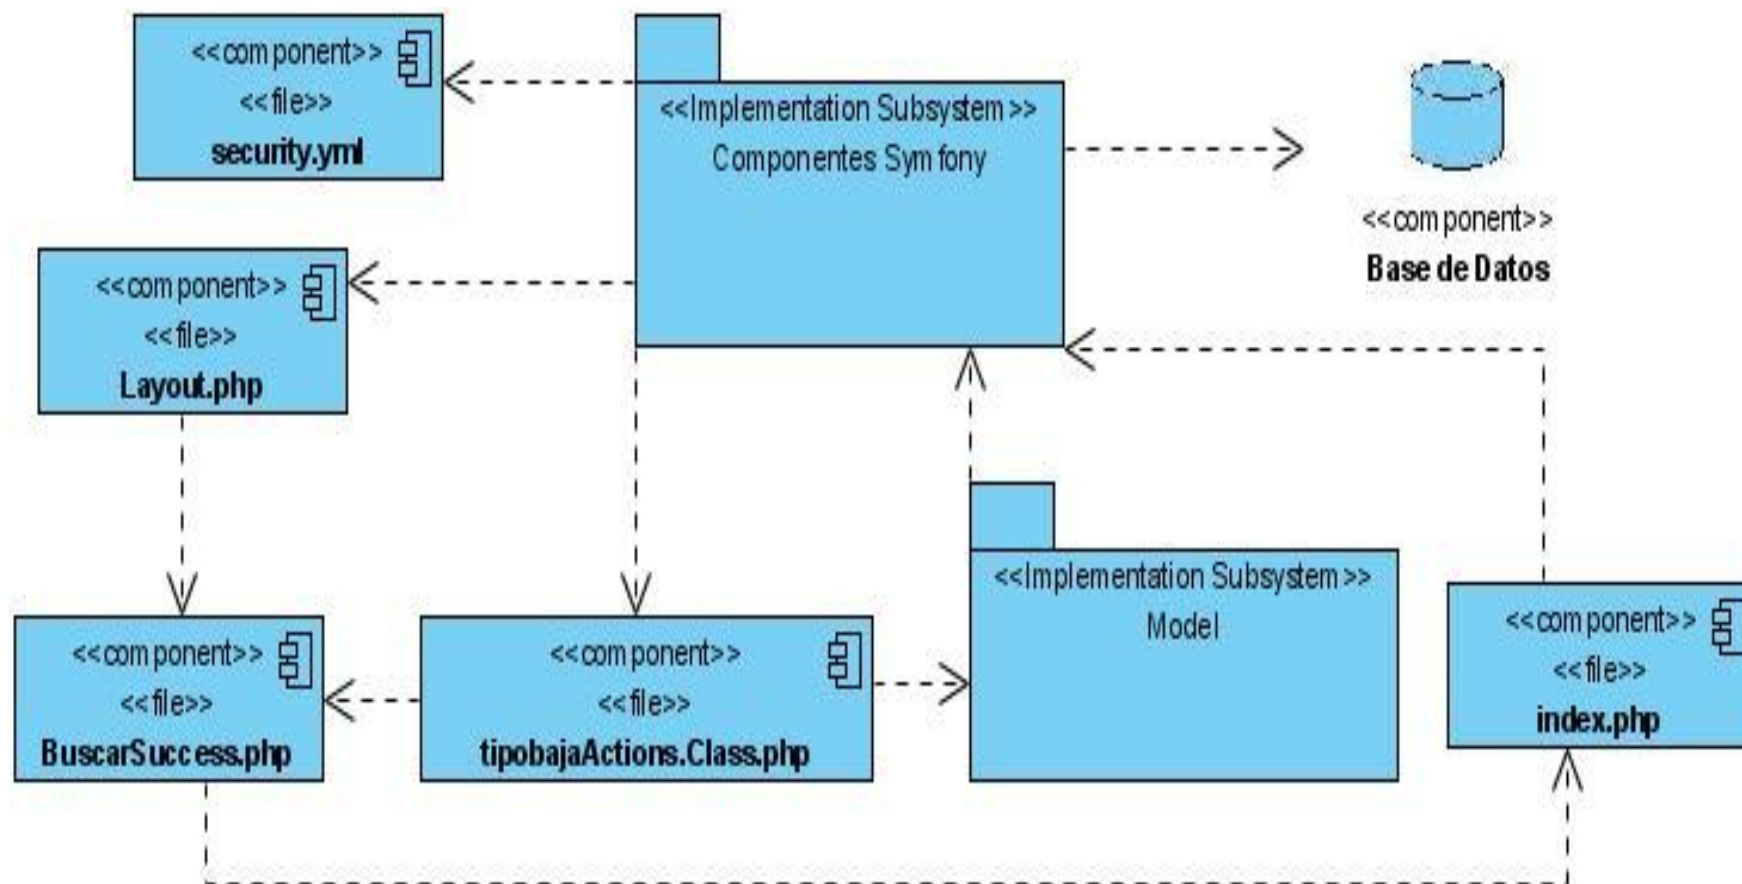 <<component>>
<<file>>
security.yml
<<Implementation Subsystem>>
Componentes Symfony
<<component>>
Base de Datos
<<component>>
<<file>>
Layout.php
<<Implementation Subsystem>>
Model
<<component>>
<<file>>
BuscarSuccess.php
<<component>>
<<file>>
tipobajaActions.Class.php
<<component>>
<<file>>
index.php